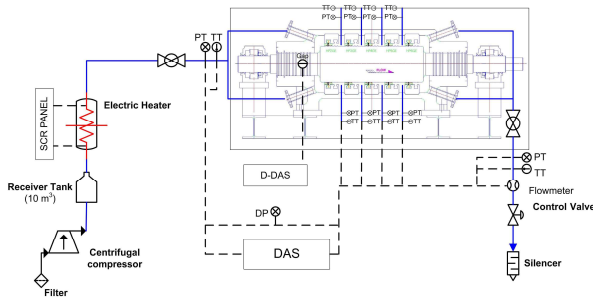 TT PT
TT PT
TT PT
TT PT
PT TT
Gap
SCR PANEL
Electric Heater
Receiver Tank
(10 m³)
Centrifugal
compressor
Filter
PT
TT
PT
TT
PT
TT
PT
TT
D-DAS
DP
DAS
PT
TT
Flowmeter
Control Valve
Silencer